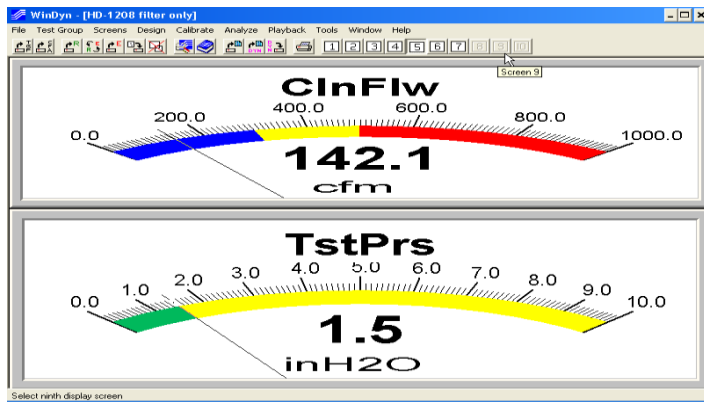 WinDyn - [HD-1208 filter only]
File Test Group Screens Design Calibrate Analyze Playback Tools Window Help
1 2 3 4 5 6 7 8 9 10
Screen 9
ClnFlw
0.0 200.0 400.0 600.0 800.0 1000.0
142.1
cfm
TstPrs
0.0 1.0 2.0 3.0 4.0 5.0 6.0 7.0 8.0 9.0 10.0
1.5
inH2O
Select ninth display screen